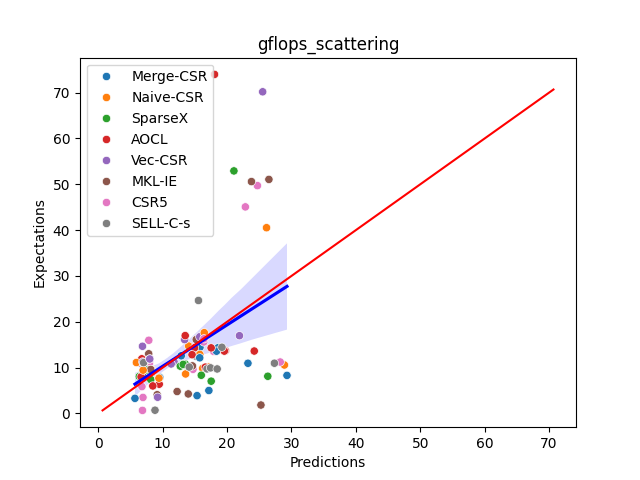 gflops_scattering
Merge-CSR
Naive-CSR
SparseX
AOCL
Vec-CSR
MKL-IE
CSR5
SELL-C-s
Expectations
70
60
50
40
30
20
10
0
0 10 20 30 40 50 60 70
Predictions